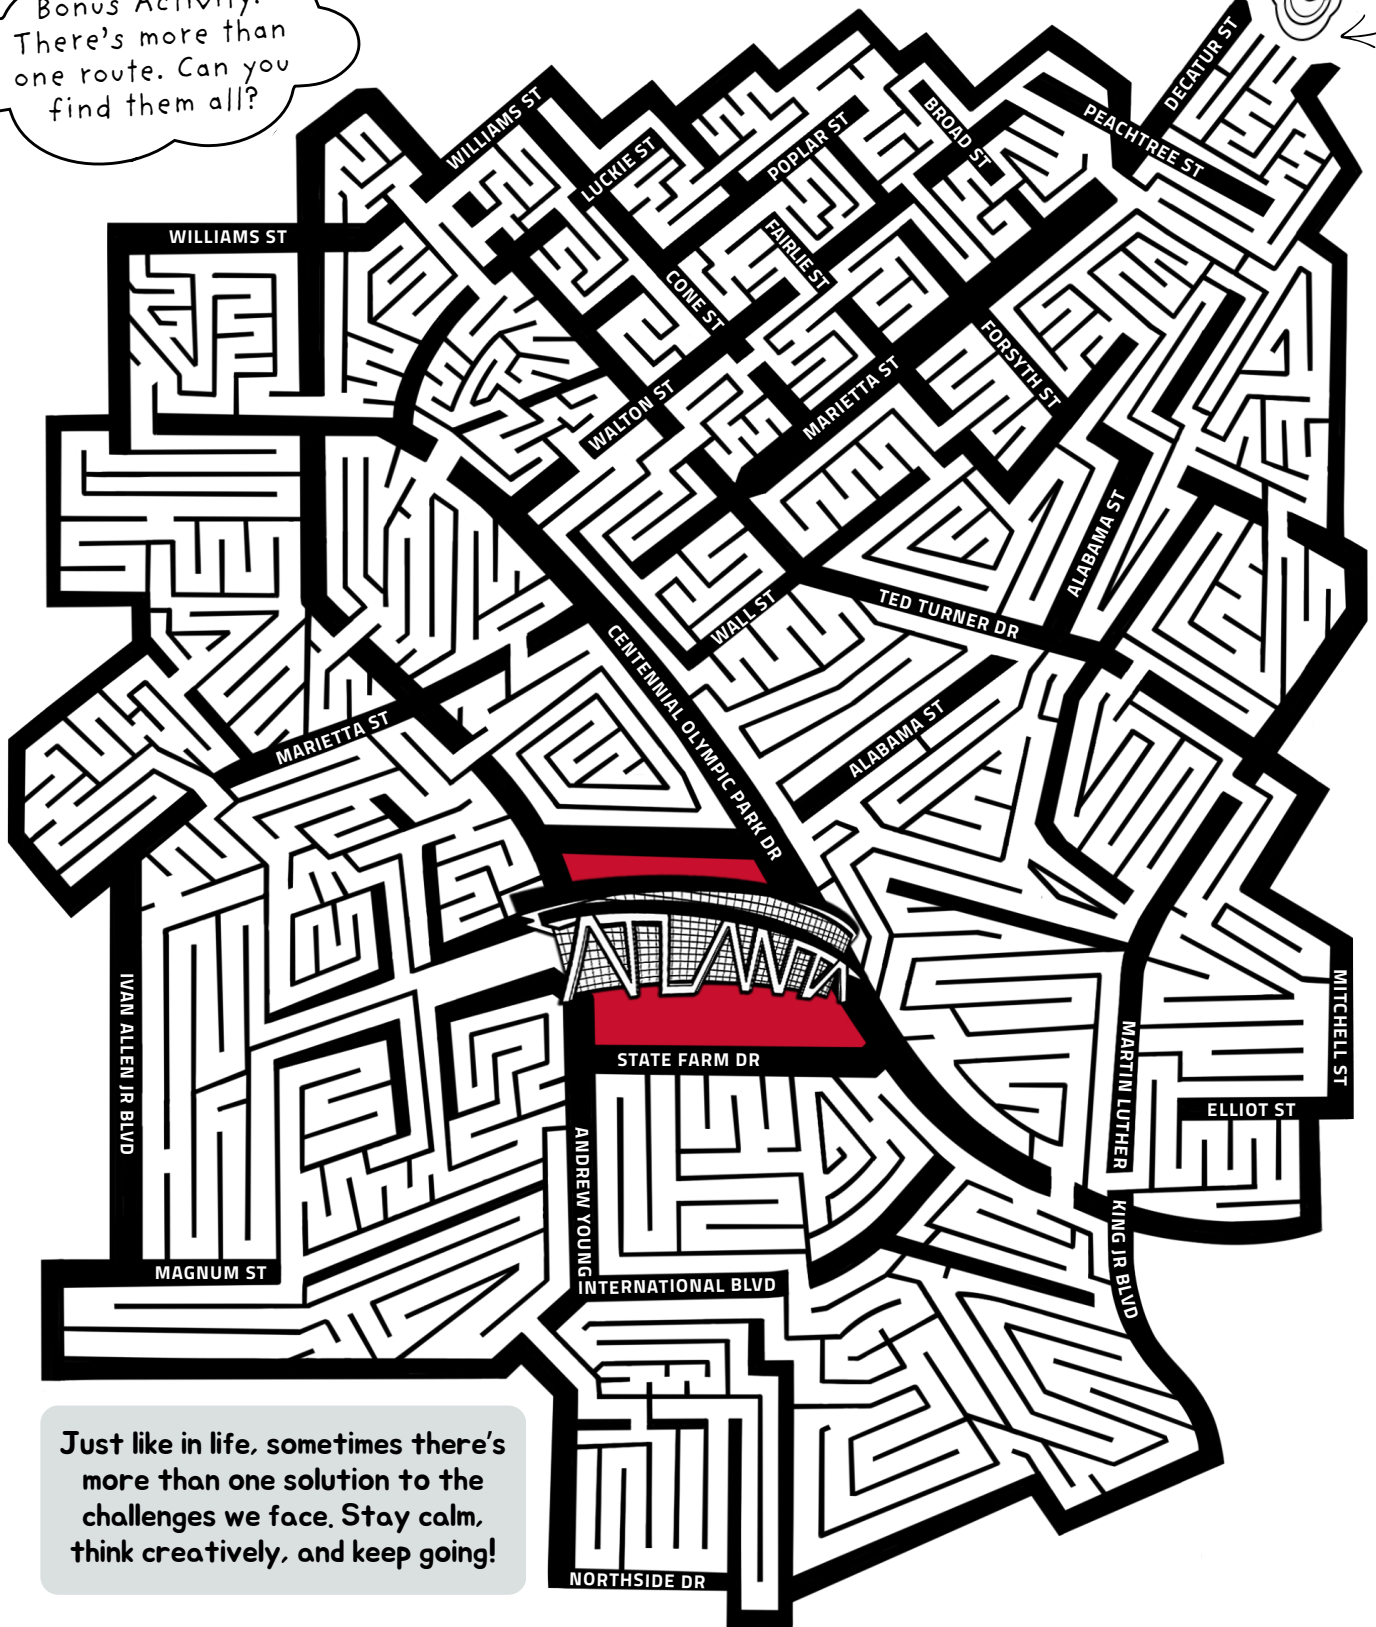 Bonus Activity:
There's more than
one route. Can you
find them all?
DECATUR ST
WILLIAMS ST
BROAD ST
PEACHTREE ST
LUCKIE ST
POPLAR ST
WILLIAMS ST
FAIRLIE ST
CONE ST
FORSYTH ST
WALTON ST
MARIETTA ST
ALABAMA ST
WALL ST
TED TURNER DR
CENTENNIAL OLYMPIC PARK DR
MARIETTA ST
ALABAMA ST
ATLANTA
IVAN ALLEN JR BLVD
MITCHELL ST
STATE FARM DR
MARTIN LUTHER
KING JR BLVD
ELLIOT ST
ANDREW YOUNG
INTERNATIONAL BLVD
MAGNUM ST
Just like in life, sometimes there's
more than one solution to the
challenges we face. Stay calm,
think creatively, and keep going!
NORTHSIDE DR